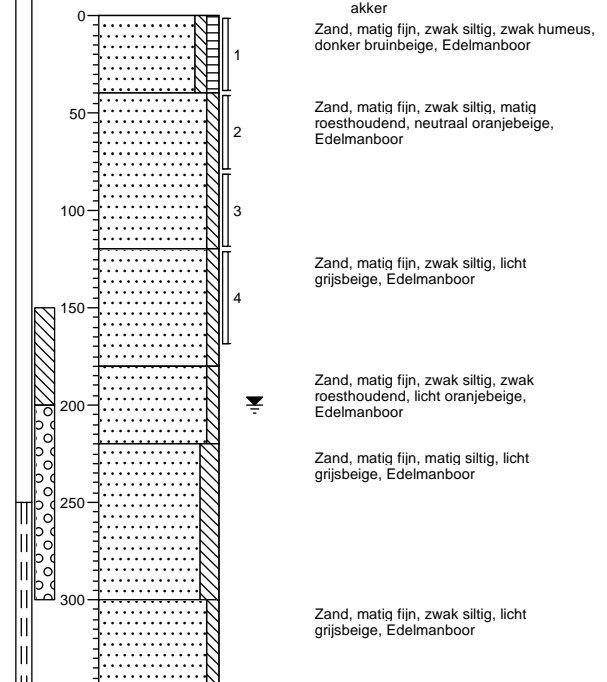 akker
0
Zand, matig fijn, zwak siltig, zwak humeus,
donker bruinbeige, Edelmanboor
1
50
Zand, matig fijn, zwak siltig, matig
roesthoudend, neutraal oranjebeige,
Edelmanboor
2
100
3
Zand, matig fijn, zwak siltig, licht
grijsbeige, Edelmanboor
150
4
Zand, matig fijn, zwak siltig, zwak
roesthoudend, licht oranjebeige,
Edelmanboor
200
Zand, matig fijn, matig siltig, licht
grijsbeige, Edelmanboor
250
300
Zand, matig fijn, zwak siltig, licht
grijsbeige, Edelmanboor